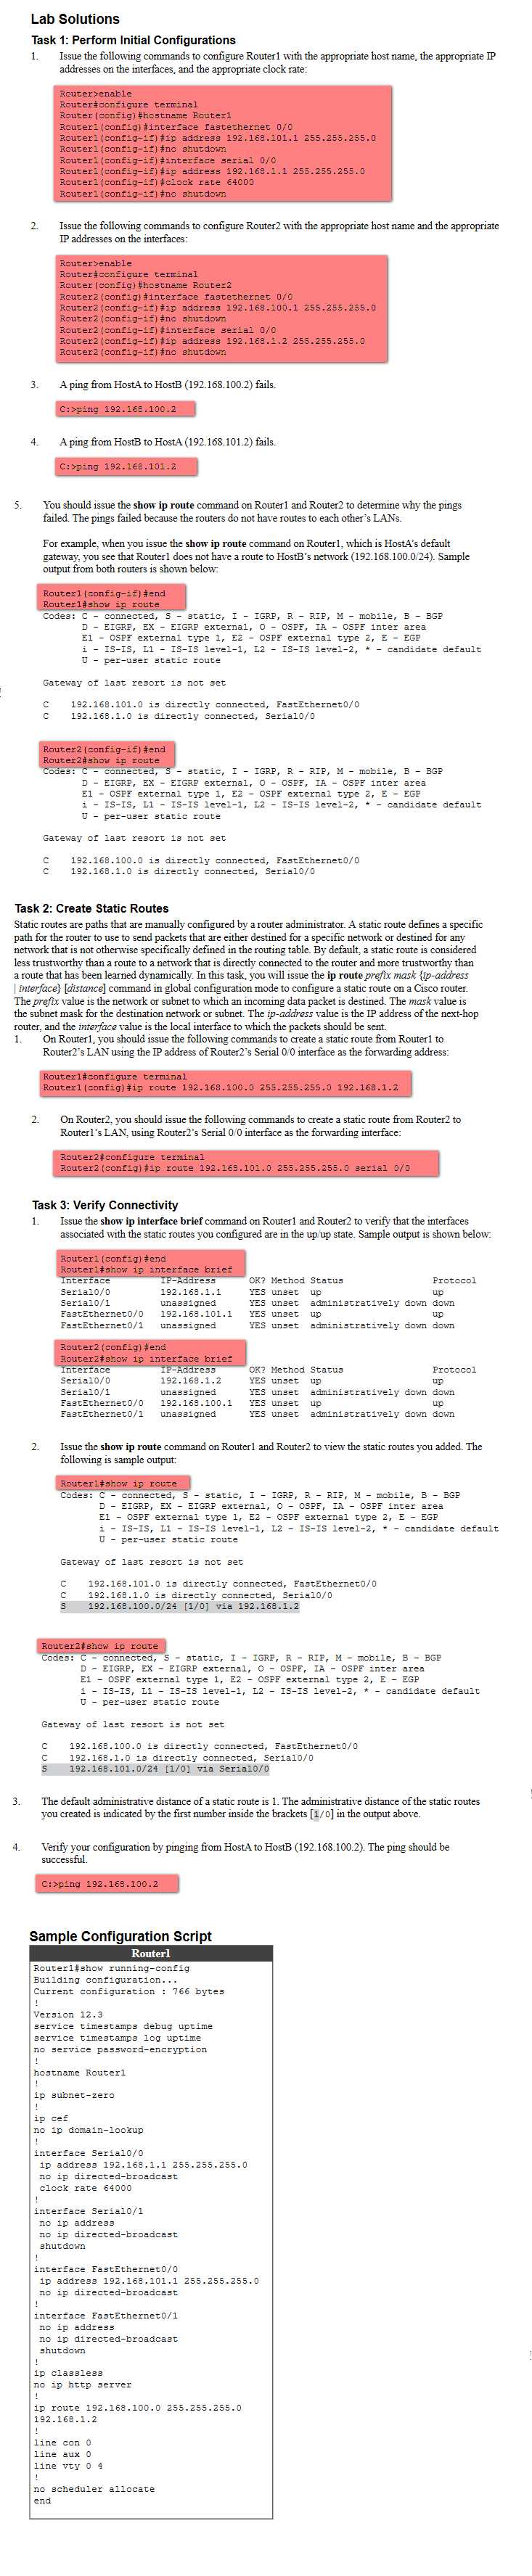 Lab Solutions
Task 1: Perform Initial Configurations
1. Issue the following commands to configure Router1 with the appropriate host name, the appropriate IP
addresses on the interfaces, and the appropriate clock rate:
Router>enable
Router#configure terminal
Router(config)#hostname Router1
Router1(config)#interface fastethernet 0/0
Router1(config-if)#ip address 192.168.101.1 255.255.255.0
Router1(config-if)#no shutdown
Router1(config-if)#interface serial 0/0
Router1(config-if)#ip address 192.168.1.1 255.255.255.0
Router1(config-if)#clock rate 64000
Router1(config-if)#no shutdown
2. Issue the following commands to configure Router2 with the appropriate host name and the appropriate
IP addresses on the interfaces:
Router>enable
Router#configure terminal
Router(config)#hostname Router2
Router2(config)#interface fastethernet 0/0
Router2(config-if)#ip address 192.168.100.1 255.255.255.0
Router2(config-if)#no shutdown
Router2(config-if)#interface serial 0/0
Router2(config-if)#ip address 192.168.1.2 255.255.255.0
Router2(config-if)#no shutdown
3. A ping from HostA to HostB (192.168.100.2) fails.
C:>ping 192.168.100.2
4. A ping from HostB to HostA (192.168.101.2) fails.
C:>ping 192.168.101.2
5. You should issue the show ip route command on Router1 and Router2 to determine why the pings
failed. The pings failed because the routers do not have routes to each other's LANs.
For example, when you issue the show ip route command on Router1, which is HostA's default
gateway, you see that Router1 does not have a route to HostB's network (192.168.100.0/24). Sample
output from both routers is shown below:
Router1(config-if)#end
Router1#show ip route
Codes: C - connected, S - static, I - IGRP, R - RIP, M - mobile, B - BGP
D - EIGRP, EX - EIGRP external, O - OSPF, IA - OSPF inter area
E1 - OSPF external type 1, E2 - OSPF external type 2, E - EGP
i - IS-IS, L1 - IS-IS level-1, L2 - IS-IS level-2, * - candidate default
U - per-user static route
Gateway of last resort is not set
C 192.168.101.0 is directly connected, FastEthernet0/0
C 192.168.1.0 is directly connected, Serial0/0
Router2(config-if)#end
Router2#show ip route
Codes: C - connected, S - static, I - IGRP, R - RIP, M - mobile, B - BGP
D - EIGRP, EX - EIGRP external, O - OSPF, IA - OSPF inter area
E1 - OSPF external type 1, E2 - OSPF external type 2, E - EGP
i - IS-IS, L1 - IS-IS level-1, L2 - IS-IS level-2, * - candidate default
U - per-user static route
Gateway of last resort is not set
C 192.168.100.0 is directly connected, FastEthernet0/0
C 192.168.1.0 is directly connected, Serial0/0
Task 2: Create Static Routes
Static routes are paths that are manually configured by a router administrator. A static route defines a specific
path for the router to use to send packets that are either destined for a specific network or destined for any
network that is not otherwise specifically defined in the routing table. By default, a static route is considered
less trustworthy than a route to a network that is directly connected to the router and more trustworthy than
a route that has been learned dynamically. In this task, you will issue the ip route prefix mask {ip-address
| interface} [distance] command in global configuration mode to configure a static route on a Cisco router.
The prefix value is the network or subnet to which an incoming data packet is destined. The mask value is
the subnet mask for the destination network or subnet. The ip-address value is the IP address of the next-hop
router, and the interface value is the local interface to which the packets should be sent.
1. On Router1, you should issue the following commands to create a static route from Router1 to
Router2's LAN using the IP address of Router2's Serial 0/0 interface as the forwarding address:
Router1#configure terminal
Router1(config)#ip route 192.168.100.0 255.255.255.0 192.168.1.2
2. On Router2, you should issue the following commands to create a static route from Router2 to
Router1's LAN, using Router2's Serial 0/0 interface as the forwarding interface:
Router2#configure terminal
Router2(config)#ip route 192.168.101.0 255.255.255.0 serial 0/0
Task 3: Verify Connectivity
1. Issue the show ip interface brief command on Router1 and Router2 to verify that the interfaces
associated with the static routes you configured are in the up/up state. Sample output is shown below:
Router1(config)#end
Router1#show ip interface brief
Interface IP-Address OK? Method Status Protocol
Serial0/0 192.168.1.1 YES unset up up
Serial0/1 unassigned YES unset administratively down down
FastEthernet0/0 192.168.101.1 YES unset up up
FastEthernet0/1 unassigned YES unset administratively down down
Router2(config)#end
Router2#show ip interface brief
Interface IP-Address OK? Method Status Protocol
Serial0/0 192.168.1.2 YES unset up up
Serial0/1 unassigned YES unset administratively down down
FastEthernet0/0 192.168.100.1 YES unset up up
FastEthernet0/1 unassigned YES unset administratively down down
2. Issue the show ip route command on Router1 and Router2 to view the static routes you added. The
following is sample output:
Router1#show ip route
Codes: C - connected, S - static, I - IGRP, R - RIP, M - mobile, B - BGP
D - EIGRP, EX - EIGRP external, O - OSPF, IA - OSPF inter area
E1 - OSPF external type 1, E2 - OSPF external type 2, E - EGP
i - IS-IS, L1 - IS-IS level-1, L2 - IS-IS level-2, * - candidate default
U - per-user static route
Gateway of last resort is not set
C 192.168.101.0 is directly connected, FastEthernet0/0
C 192.168.1.0 is directly connected, Serial0/0
S 192.168.100.0/24 [1/0] via 192.168.1.2
Router2#show ip route
Codes: C - connected, S - static, I - IGRP, R - RIP, M - mobile, B - BGP
D - EIGRP, EX - EIGRP external, O - OSPF, IA - OSPF inter area
E1 - OSPF external type 1, E2 - OSPF external type 2, E - EGP
i - IS-IS, L1 - IS-IS level-1, L2 - IS-IS level-2, * - candidate default
U - per-user static route
Gateway of last resort is not set
C 192.168.100.0 is directly connected, FastEthernet0/0
C 192.168.1.0 is directly connected, Serial0/0
S 192.168.101.0/24 [1/0] via Serial0/0
3. The default administrative distance of a static route is 1. The administrative distance of the static routes
you created is indicated by the first number inside the brackets [1/0] in the output above.
4. Verify your configuration by pinging from HostA to HostB (192.168.100.2). The ping should be
successful.
C:>ping 192.168.100.2
Sample Configuration Script
Router1
Router1#show running-config
Building configuration...
Current configuration : 766 bytes
!
Version 12.3
service timestamps debug uptime
service timestamps log uptime
no service password-encryption
!
hostname Router1
!
ip subnet-zero
!
ip cef
no ip domain-lookup
!
interface Serial0/0
ip address 192.168.1.1 255.255.255.0
no ip directed-broadcast
clock rate 64000
!
interface Serial0/1
no ip address
no ip directed-broadcast
shutdown
!
interface FastEthernet0/0
ip address 192.168.101.1 255.255.255.0
no ip directed-broadcast
!
interface FastEthernet0/1
no ip address
no ip directed-broadcast
shutdown
!
ip classless
no ip http server
!
ip route 192.168.100.0 255.255.255.0
192.168.1.2
!
line con 0
line aux 0
line vty 0 4
!
no scheduler allocate
end